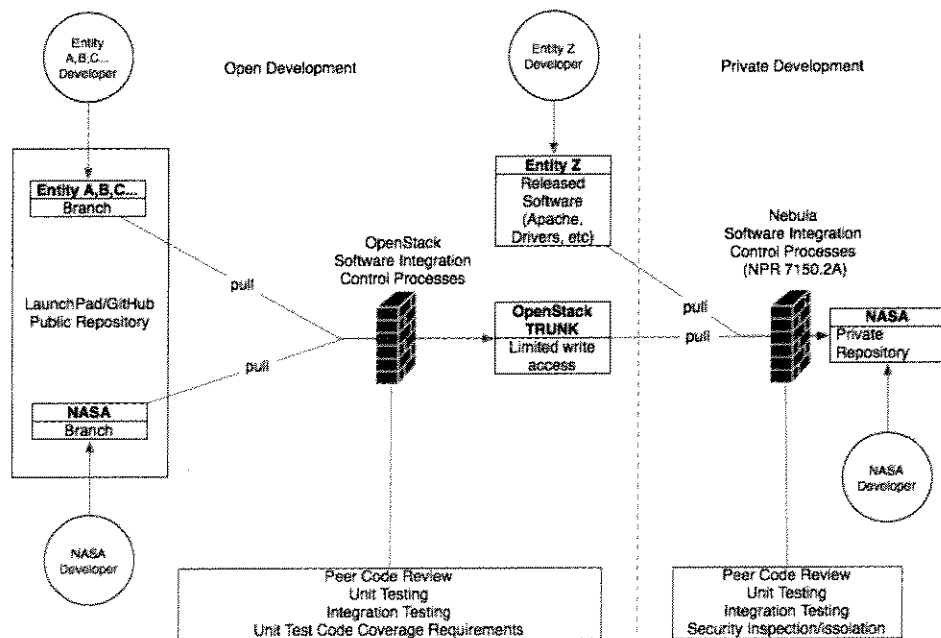 Entity
A,B,C...
Developer
Open Development
Entity Z
Developer
Private Development
Entity A,B,C...
Branch
Entity Z
Released
Software
(Apache,
Drivers, etc)
OpenStack
Software Integration
Control Processes
Nebula
Software Integration
Control Processes
(NPR 7150.2A)
pull
LaunchPad/GitHub
Public Repository
OpenStack
TRUNK
Limited write
access
pull
NASA
Private
Repository
pull
NASA
Branch
NASA
Developer
NASA
Developer
Peer Code Review
Unit Testing
Integration Testing
Unit Test Code Coverage Requirements
Peer Code Review
Unit Testing
Integration Testing
Security Inspection/issolation